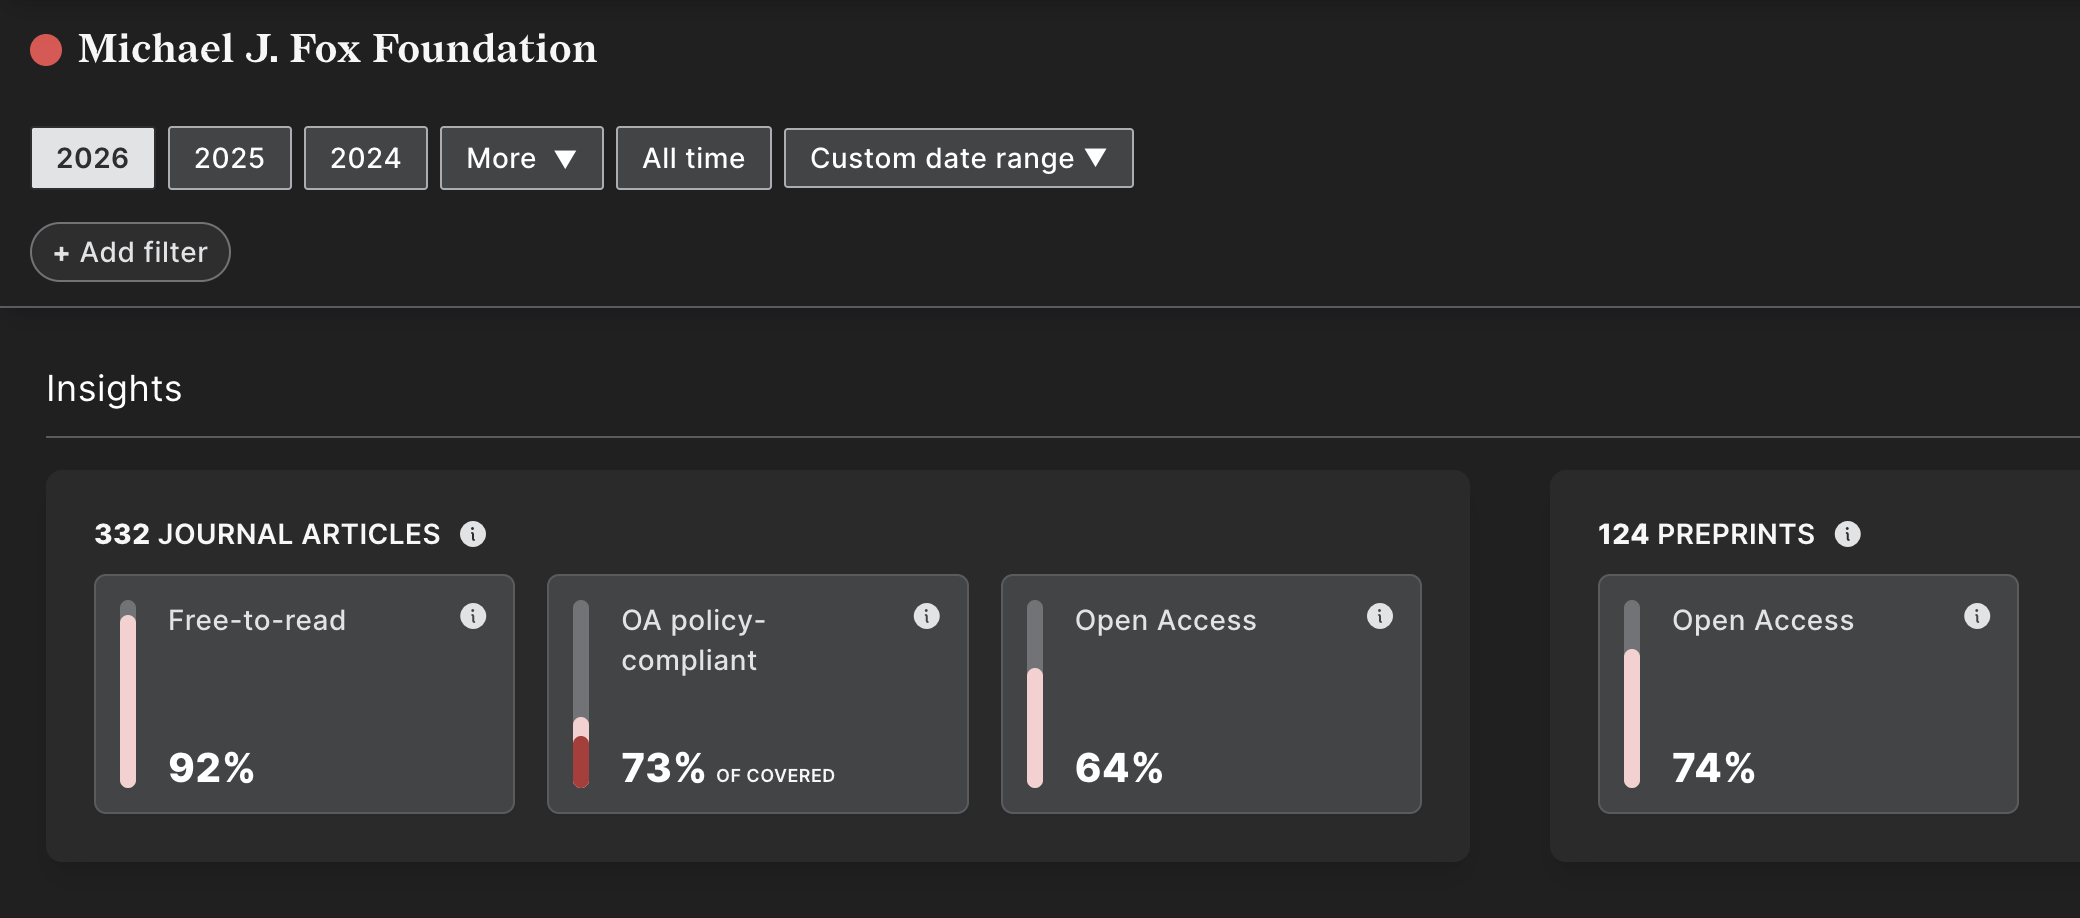 Michael J. Fox Foundation
2026
2025
2024
More ▼
All time
Custom date range ▼
+ Add filter
Insights
332 JOURNAL ARTICLES i
Free-to-read i
92%
OA policy-
compliant i
73% OF COVERED
Open Access i
64%
124 PREPRINTS i
Open Access i
74%